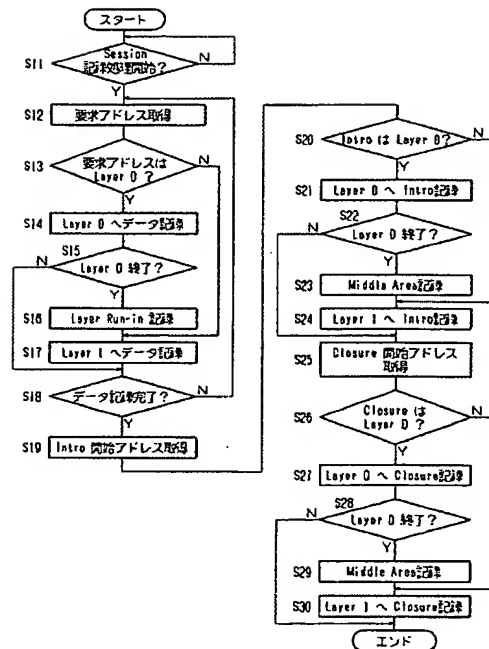 スタート
S11
Session
記録処理開始?
N
Y
S12
要求アドレス取得
S13
要求アドレスは
Layer 0 ?
N
Y
S14
Layer 0 へデータ記録
S15
N
Layer 0 終了?
Y
S16
Layer Run-in 記録
S17
Layer 1 へデータ記録
S18
データ記録完了?
N
Y
S19
Intro 開始アドレス取得
S20
Intro は Layer 0?
N
Y
S21
Layer 0 へ Intro記録
S22
N
Layer 0 終了?
Y
S23
Middle Area記録
S24
Layer 1 へ Intro記録
S25
Closure 開始アドレス
取得
S26
Closure は
Layer 0 ?
N
Y
S27
Layer 0 へ Closure記録
S28
N
Layer 0 終了?
Y
S29
Middle Area記録
S30
Layer 1 へ Closure記録
エンド